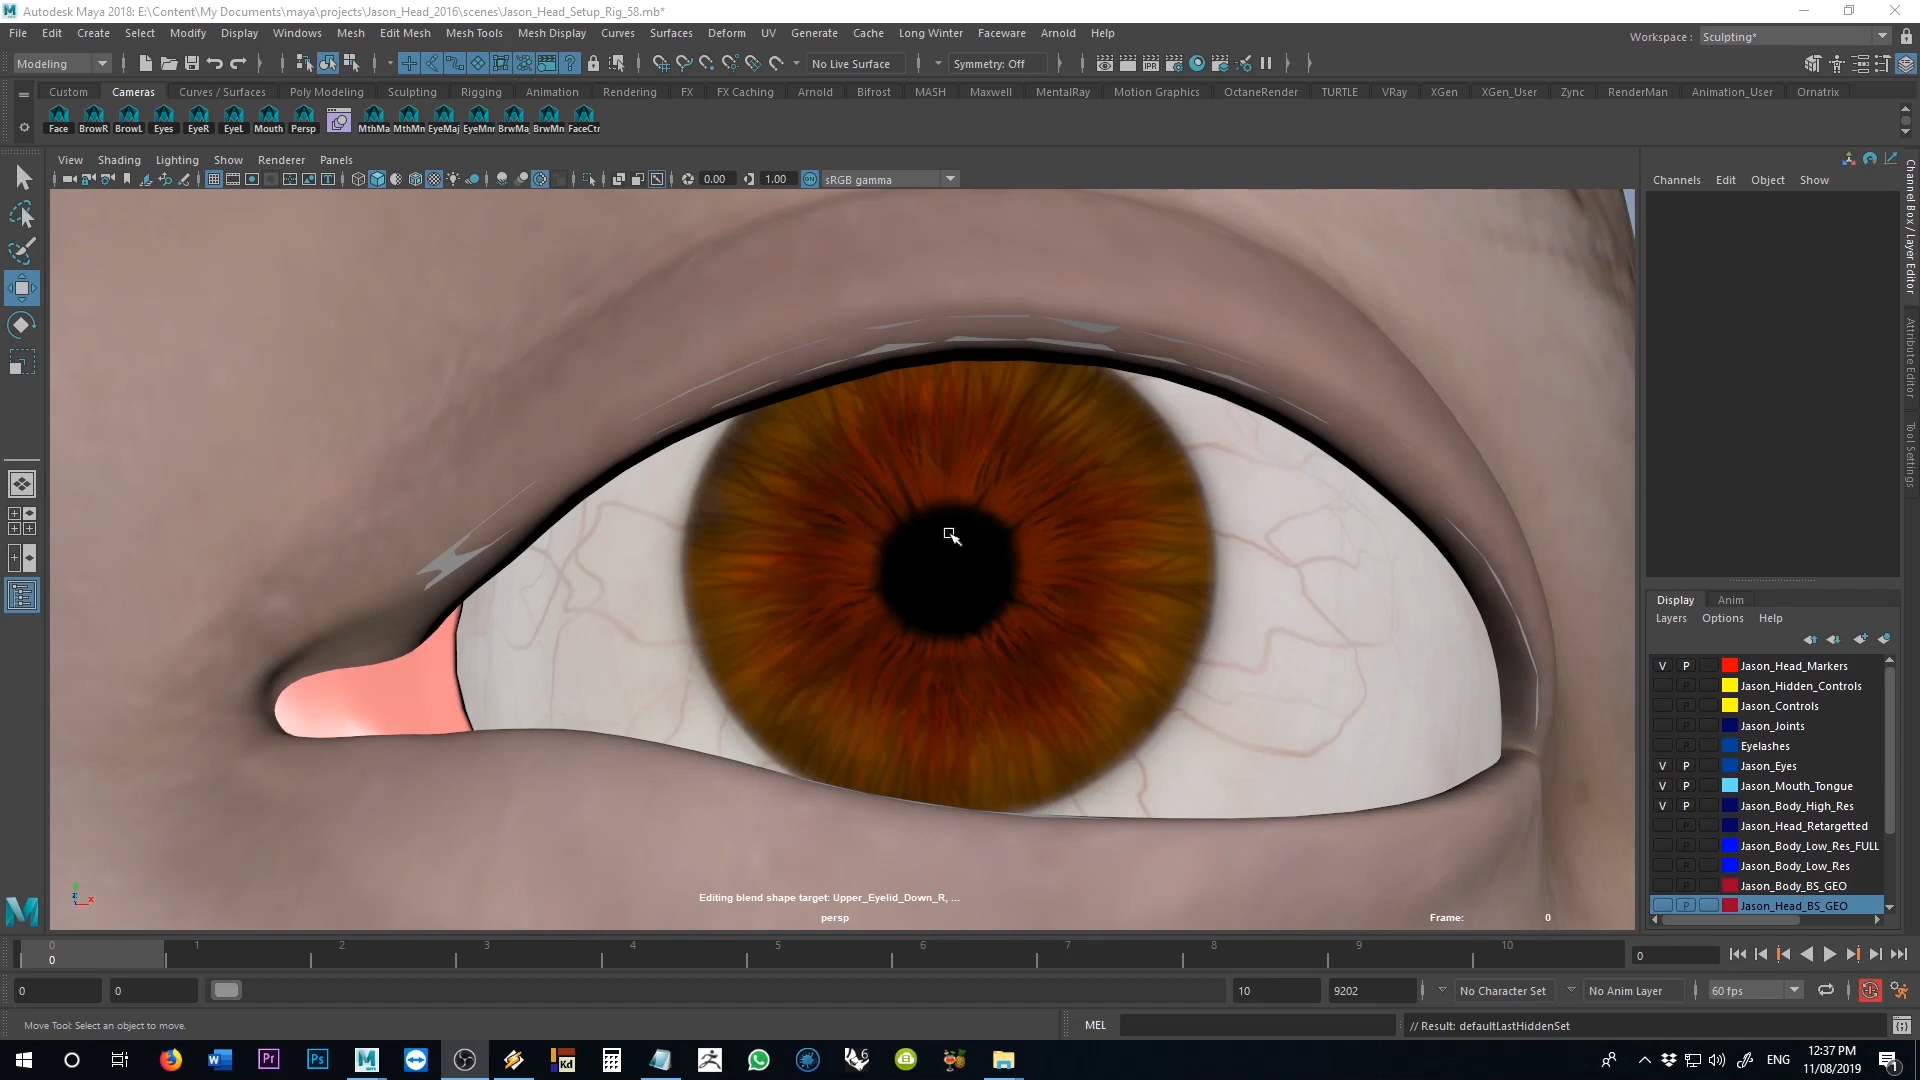 Autodesk Maya 2018: E:\Content\My Documents\maya\projects\Jason_Head_2016\scenes\Jason_Head_Setup_Rig_58.mb*
File Edit Create Select Modify Display Windows Mesh Edit Mesh Mesh Tools Mesh Display Curves Surfaces Deform UV Generate Cache Long Winter Faceware Arnold Help
Workspace : Sculpting*
Modeling No Live Surface Symmetry: Off
Custom Cameras Curves / Surfaces Poly Modeling Sculpting Rigging Animation Rendering FX FX Caching Arnold Bifrost MASH Maxwell MentalRay Motion Graphics OctaneRender TURTLE VRay XGen XGen_User Zync RenderMan Animation_User Ornatrix
Face BrowR BrowL Eyes EyeR EyeL Mouth Persp MthMa MthMn EyeMaj EyeMnr BrwMa BrwMn FaceCtr
View Shading Lighting Show Renderer Panels
0.00 1.00 sRGB gamma
Channels Edit Object Show
Channel Box / Layer Editor
Attribute Editor
Tool Settings
Display Anim
Layers Options Help
V P Jason_Head_Markers
P Jason_Hidden_Controls
P Jason_Controls
P Jason_Joints
P Eyelashes
V P Jason_Eyes
V P Jason_Mouth_Tongue
V P Jason_Body_High_Res
P Jason_Head_Retargetted
P Jason_Body_Low_Res_FULL
P Jason_Body_Low_Res
P Jason_Body_BS_GEO
P Jason_Head_BS_GEO
Editing blend shape target: Upper_Eyelid_Down_R, ...
persp
Frame: 0
0 1 2 3 4 5 6 7 8 9 10
0
0
0 0 10 9202 No Character Set No Anim Layer 60 fps
Move Tool: Select an object to move.
MEL
// Result: defaultLastHiddenSet
ENG
12:37 PM
11/08/2019